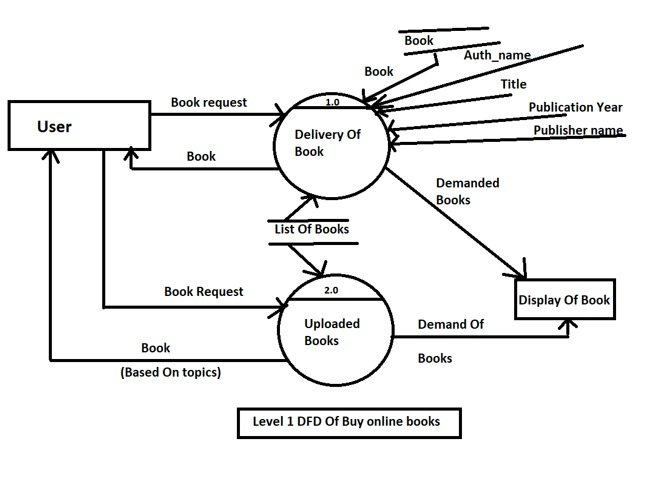 Book
Auth_name
Book
Title
Book request
1.0
Publication Year
User
Delivery Of
Book
Publisher name
Book
Demanded
Books
List Of Books
Book Request
2.0
Display Of Book
Uploaded
Books
Demand Of
Books
Book
(Based On topics)
Level 1 DFD Of Buy online books